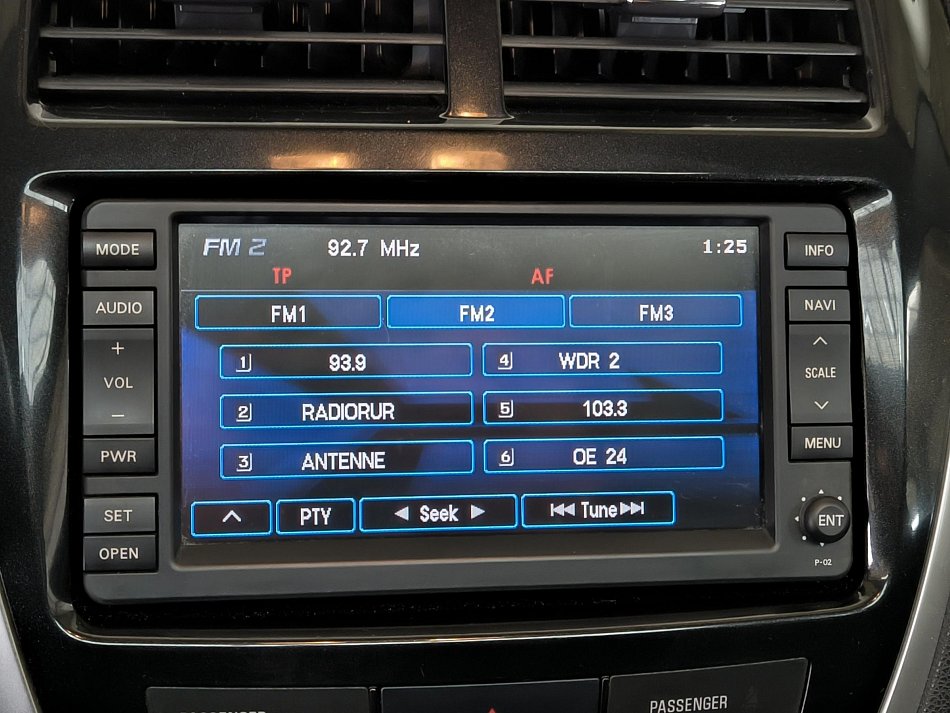 FM 2 92.7 MHz 1:25
TP AF
FM1 FM2 FM3
1 93.9 4 WDR 2
2 RADIORUR 5 103.3
3 ANTENNE 6 OE 24
PTY Seek Tune
MODE
AUDIO
+
VOL
−
PWR
SET
OPEN
INFO
NAVI
SCALE
MENU
ENT
P-02
PASSENGER
PASSENGER